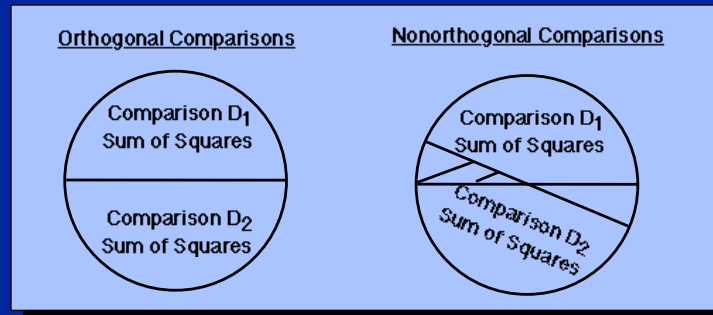 Orthogonal Comparisons
Comparison D1
Sum of Squares
Comparison D2
Sum of Squares
Nonorthogonal Comparisons
Comparison D1
Sum of Squares
Comparison D2
Sum of Squares